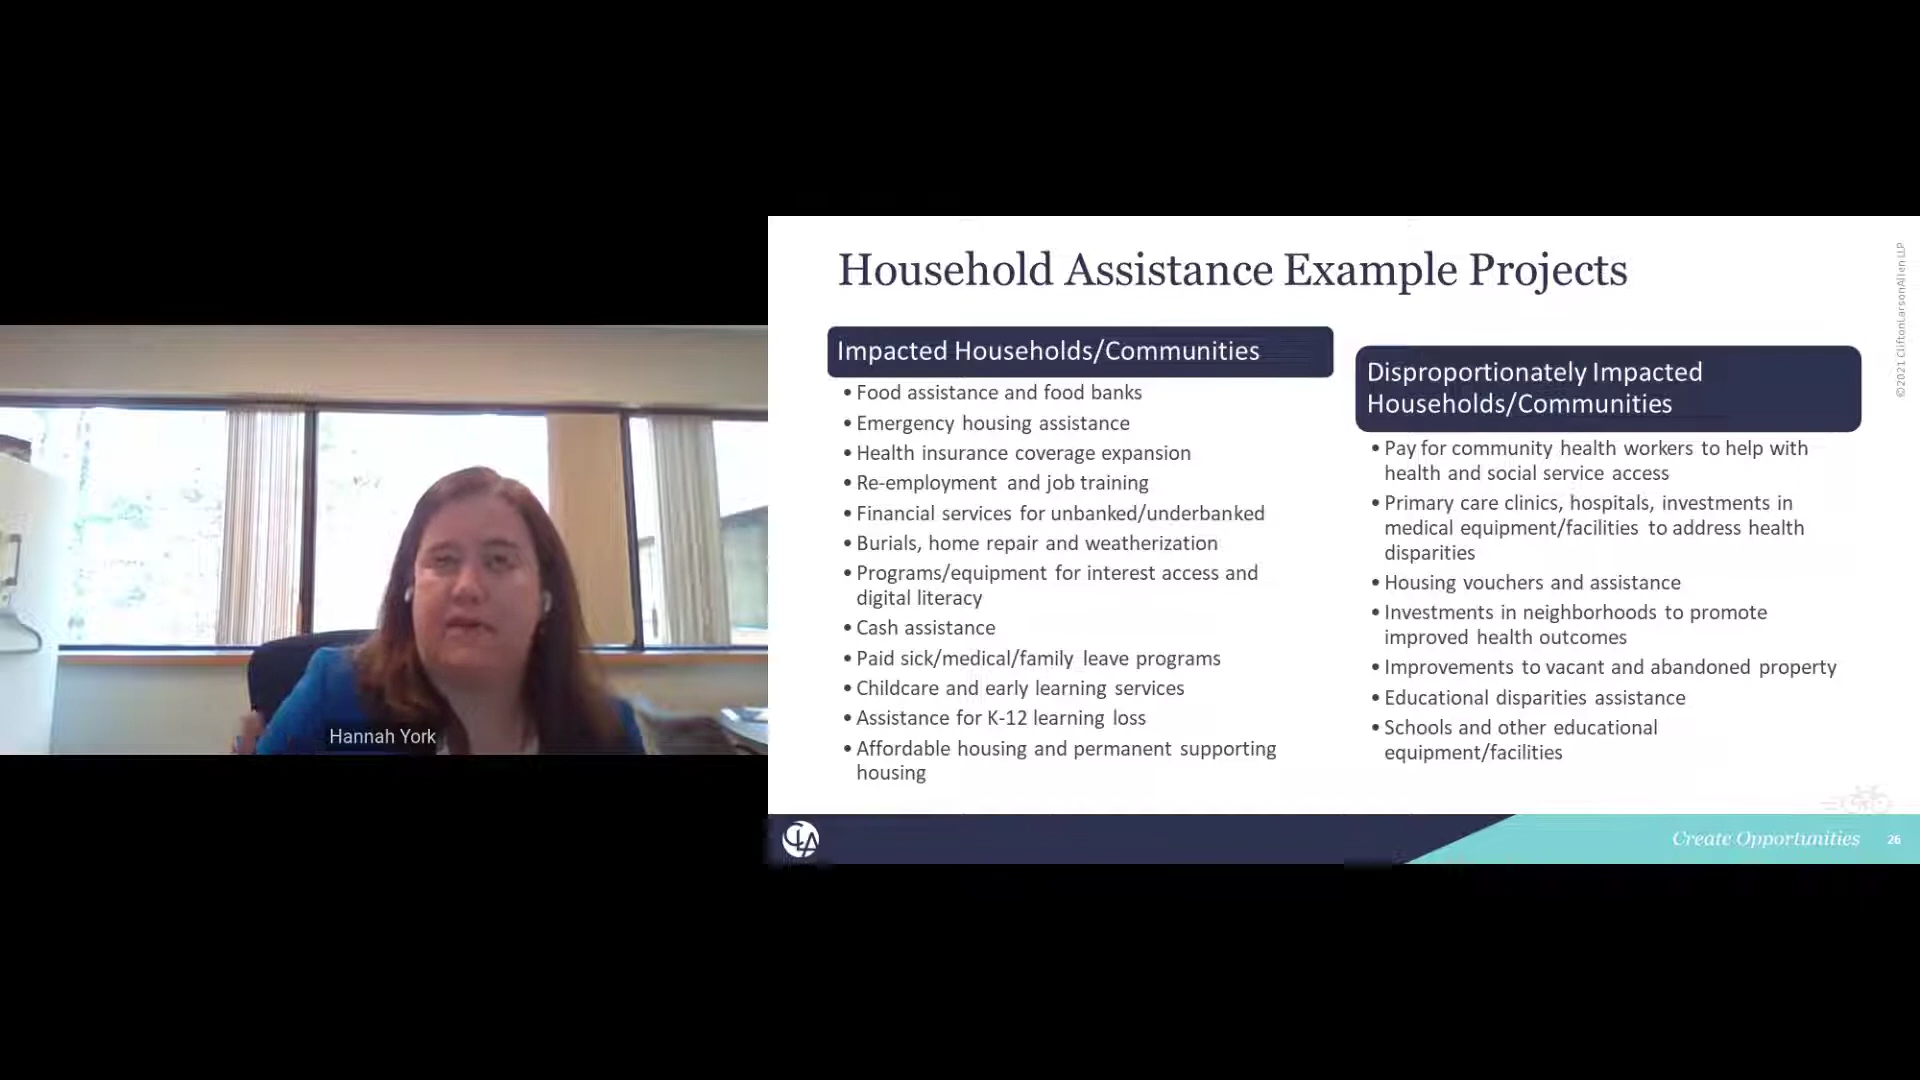 Hannah York
Household Assistance Example Projects
Impacted Households/Communities
• Food assistance and food banks
• Emergency housing assistance
• Health insurance coverage expansion
• Re-employment and job training
• Financial services for unbanked/underbanked
• Burials, home repair and weatherization
• Programs/equipment for interest access and
digital literacy
• Cash assistance
• Paid sick/medical/family leave programs
• Childcare and early learning services
• Assistance for K-12 learning loss
• Affordable housing and permanent supporting
housing
Disproportionately Impacted
Households/Communities
• Pay for community health workers to help with
health and social service access
• Primary care clinics, hospitals, investments in
medical equipment/facilities to address health
disparities
• Housing vouchers and assistance
• Investments in neighborhoods to promote
improved health outcomes
• Improvements to vacant and abandoned property
• Educational disparities assistance
• Schools and other educational
equipment/facilities
©2021 CliftonLarsonAllen LLP
CLA
Create Opportunities
26